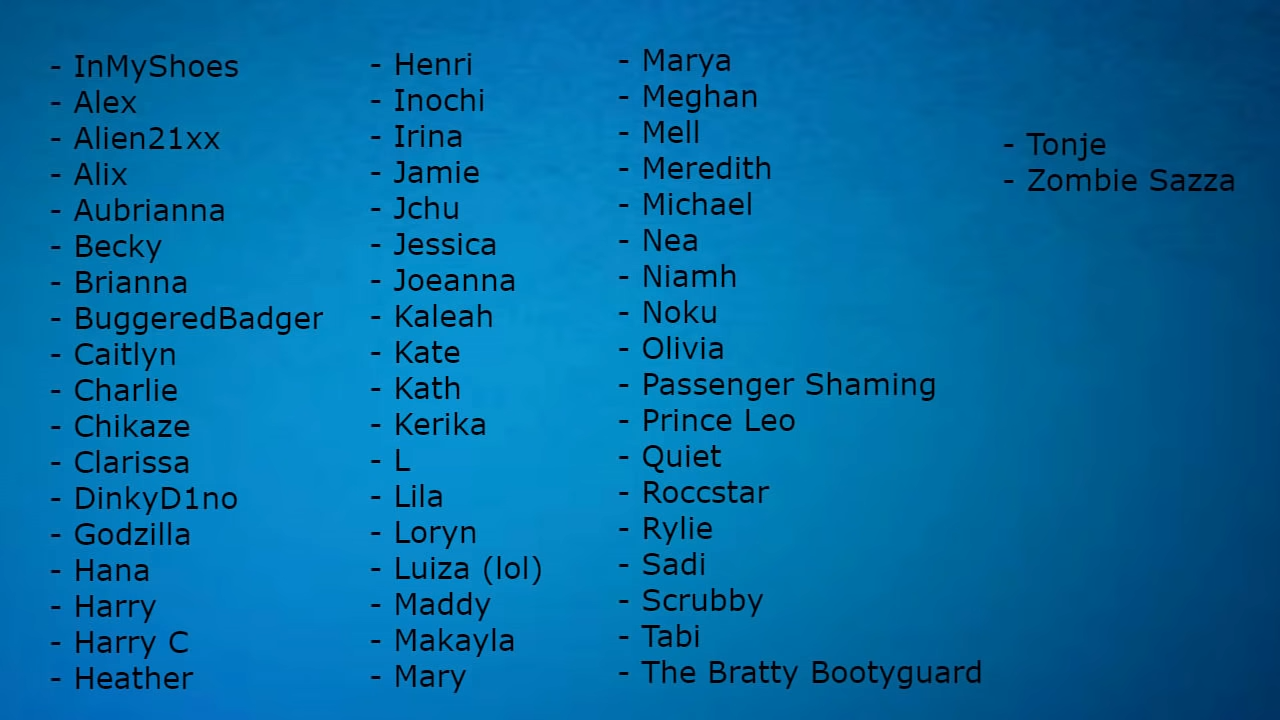 - InMyShoes
- Alex
- Alien21xx
- Alix
- Aubrianna
- Becky
- Brianna
- BuggeredBadger
- Caitlyn
- Charlie
- Chikaze
- Clarissa
- DinkyD1no
- Godzilla
- Hana
- Harry
- Harry C
- Heather
- Henri
- Inochi
- Irina
- Jamie
- Jchu
- Jessica
- Joeanna
- Kaleah
- Kate
- Kath
- Kerika
- L
- Lila
- Loryn
- Luiza (lol)
- Maddy
- Makayla
- Mary
- Marya
- Meghan
- Mell
- Meredith
- Michael
- Nea
- Niamh
- Noku
- Olivia
- Passenger Shaming
- Prince Leo
- Quiet
- Roccstar
- Rylie
- Sadi
- Scrubby
- Tabi
- The Bratty Bootyguard
- Tonje
- Zombie Sazza